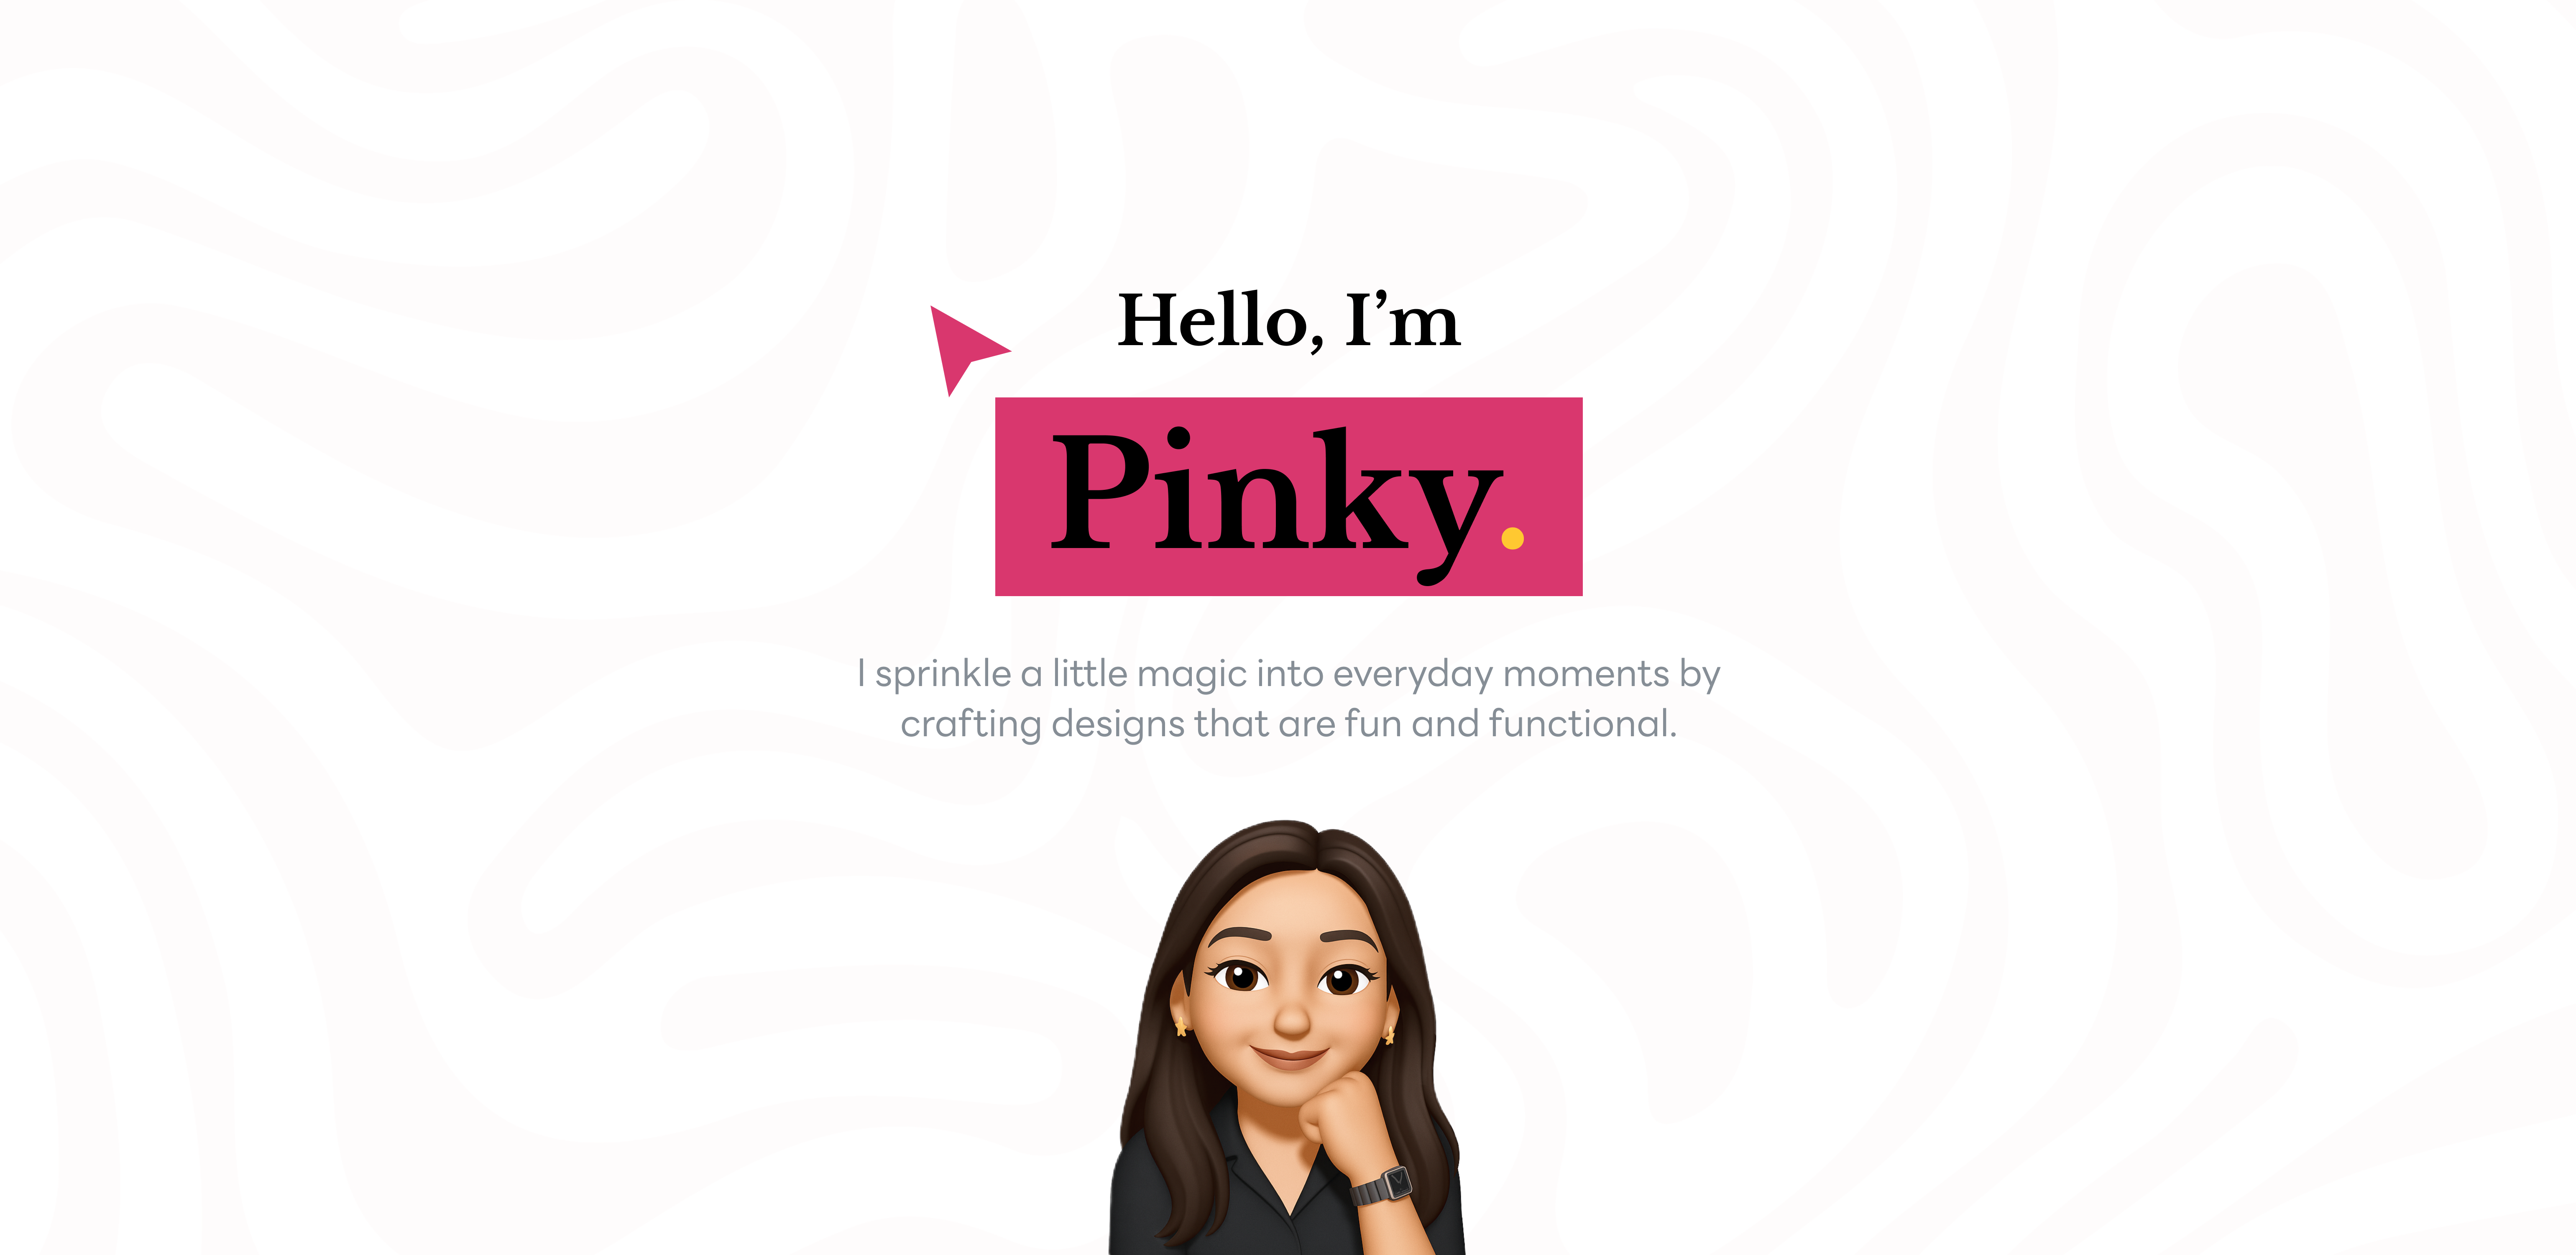 Hello, I’m
Pinky.
I sprinkle a little magic into everyday moments by
crafting designs that are fun and functional.